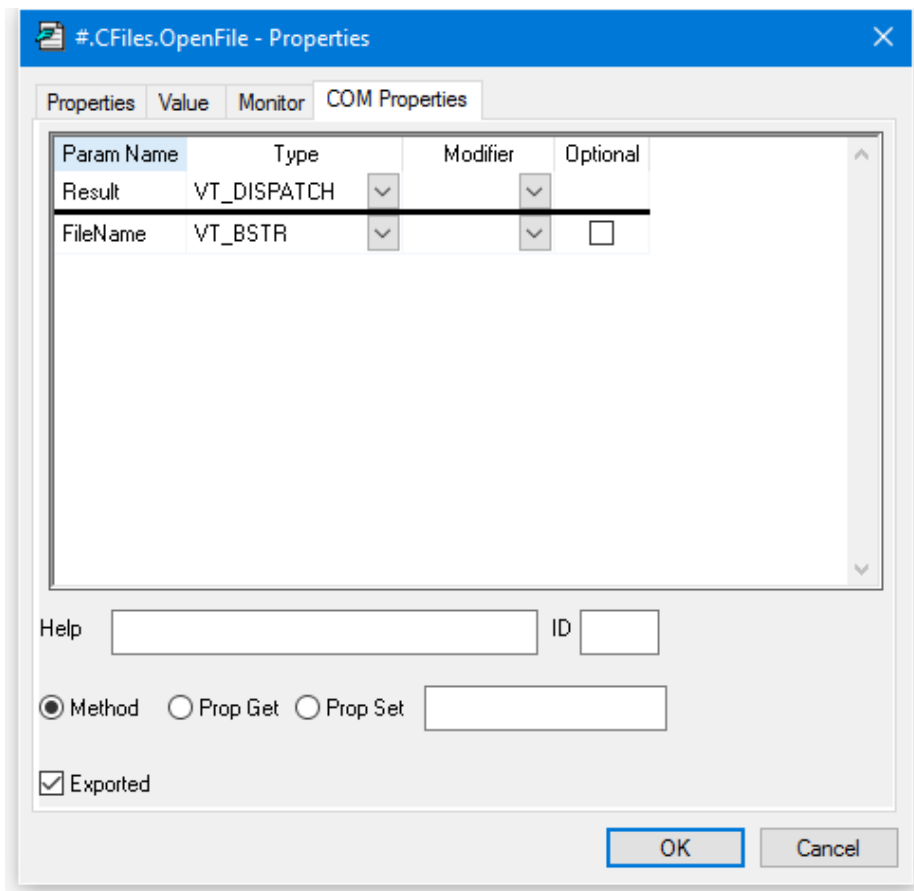 #.CFiles.OpenFile - Properties
Properties Value Monitor COM Properties
Param Name Type Modifier Optional
Result VT_DISPATCH
FileName VT_BSTR
Help ID
Method Prop Get Prop Set
Exported
OK Cancel